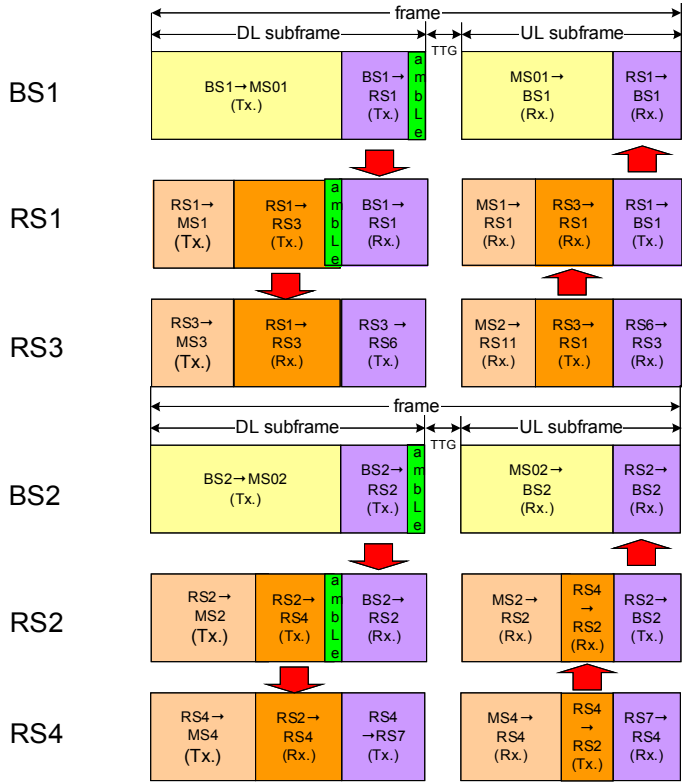 frame
DL subframe
TTG
UL subframe
BS1
BS1→MS01
(Tx.)
BS1→
RS1
(Tx.)
a
m
b
L
e
MS01→
BS1
(Rx.)
RS1→
BS1
(Rx.)
RS1
RS1→
MS1
(Tx.)
RS1→
RS3
(Tx.)
a
m
b
L
e
BS1→
RS1
(Rx.)
MS1→
RS1
(Rx.)
RS3→
RS1
(Rx.)
RS1→
BS1
(Tx.)
RS3
RS3→
MS3
(Tx.)
RS1→
RS3
(Rx.)
RS3→
RS6
(Tx.)
MS2→
RS11
(Rx.)
RS3→
RS1
(Tx.)
RS6→
RS3
(Rx.)
frame
DL subframe
TTG
UL subframe
BS2
BS2→MS02
(Tx.)
BS2→
RS2
(Tx.)
a
m
b
L
e
MS02→
BS2
(Rx.)
RS2→
BS2
(Rx.)
RS2
RS2→
MS2
(Tx.)
RS2→
RS4
(Tx.)
a
m
b
L
e
BS2→
RS2
(Rx.)
MS2→
RS2
(Rx.)
RS4
→
RS2
(Rx.)
RS2→
BS2
(Tx.)
RS4
RS4→
MS4
(Tx.)
RS2→
RS4
(Rx.)
RS4
→RS7
(Tx.)
MS4→
RS4
(Rx.)
RS4
→
RS2
(Tx.)
RS7→
RS4
(Rx.)